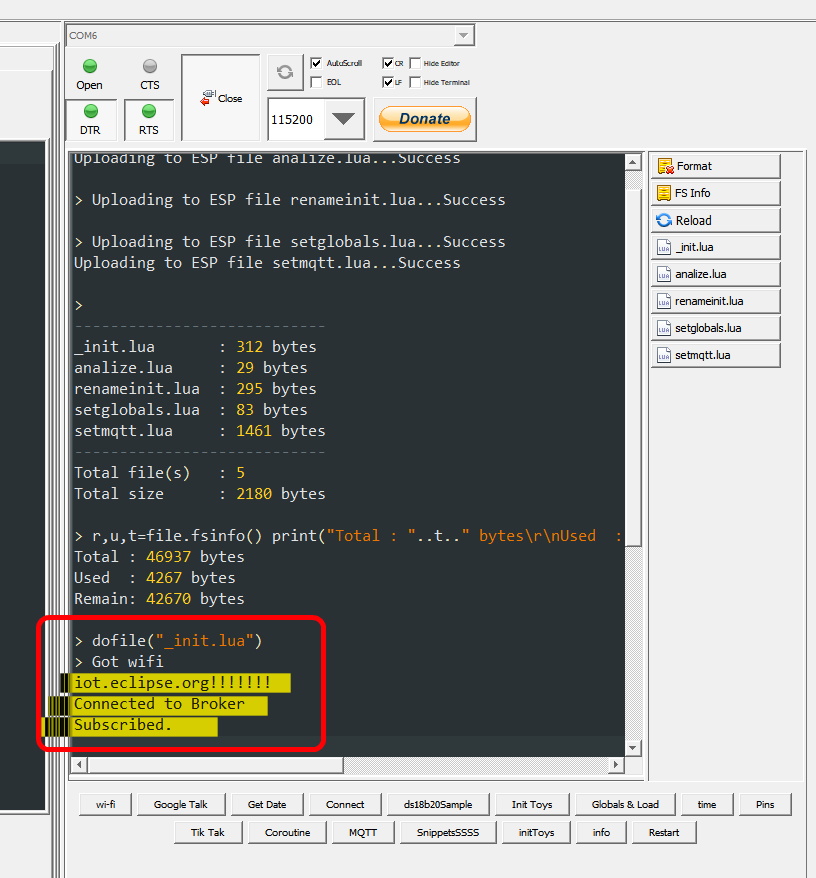 COM6
Open
CTS
DTR
RTS
Close
AutoScroll
EOL
CR
Hide Editor
LF
Hide Terminal
115200
Donate
Uploading to ESP file analize.lua...Success
> Uploading to ESP file renameinit.lua...Success
> Uploading to ESP file setglobals.lua...Success
Uploading to ESP file setmqtt.lua...Success
>
----------------------------
_init.lua : 312 bytes
analize.lua : 29 bytes
renameinit.lua : 295 bytes
setglobals.lua : 83 bytes
setmqtt.lua : 1461 bytes
----------------------------
Total file(s) : 5
Total size : 2180 bytes
> r,u,t=file.fsinfo() print("Total : "..t.." bytes\r\nUsed :
Total : 46937 bytes
Used : 4267 bytes
Remain: 42670 bytes
> dofile("_init.lua")
> Got wifi
iot.eclipse.org!!!!!!!
Connected to Broker
Subscribed.
Format
FS Info
Reload
_init.lua
analize.lua
renameinit.lua
setglobals.lua
setmqtt.lua
wi-fi Google Talk Get Date Connect ds18b20Sample Init Toys Globals & Load time Pins
Tik Tak Coroutine MQTT SnippetsSSSS initToys info Restart